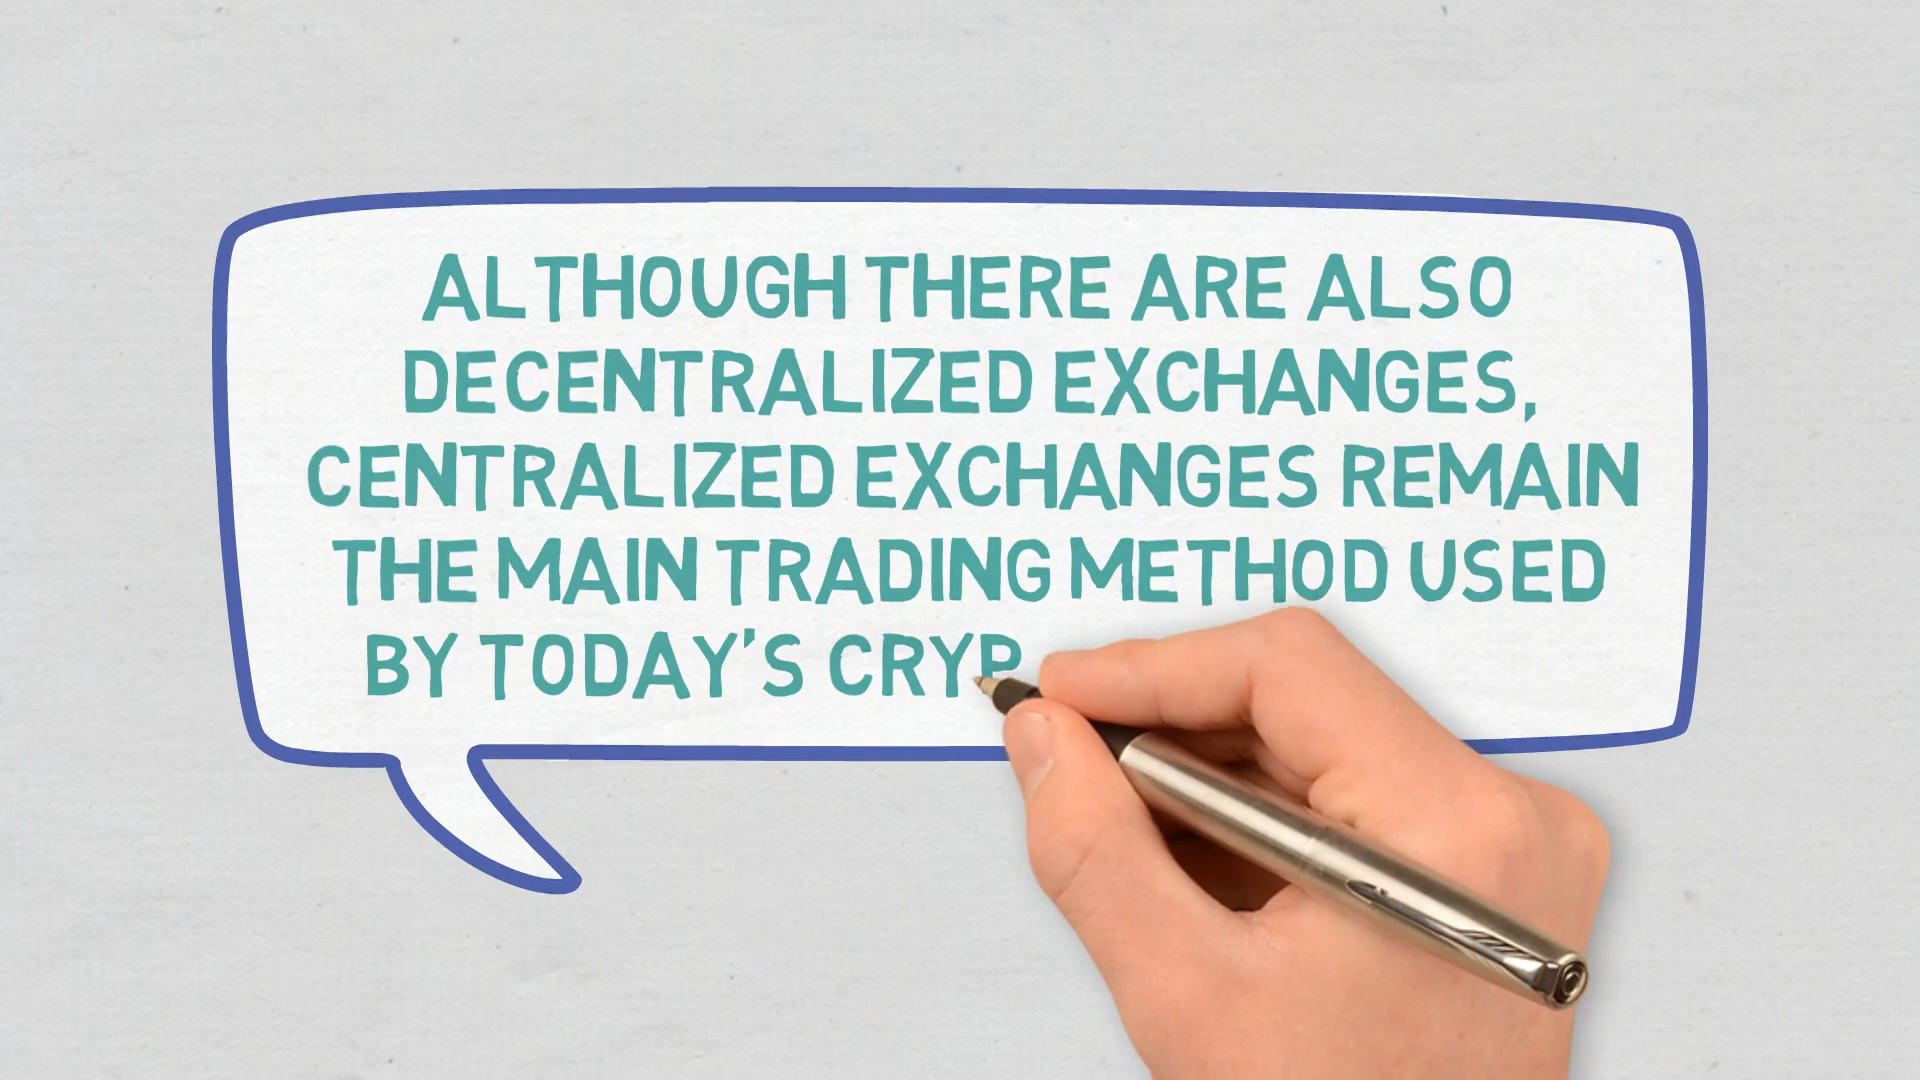 ALTHOUGH THERE ARE ALSO
DECENTRALIZED EXCHANGES,
CENTRALIZED EXCHANGES REMAIN
THE MAIN TRADING METHOD USED
BY TODAY'S CRYP